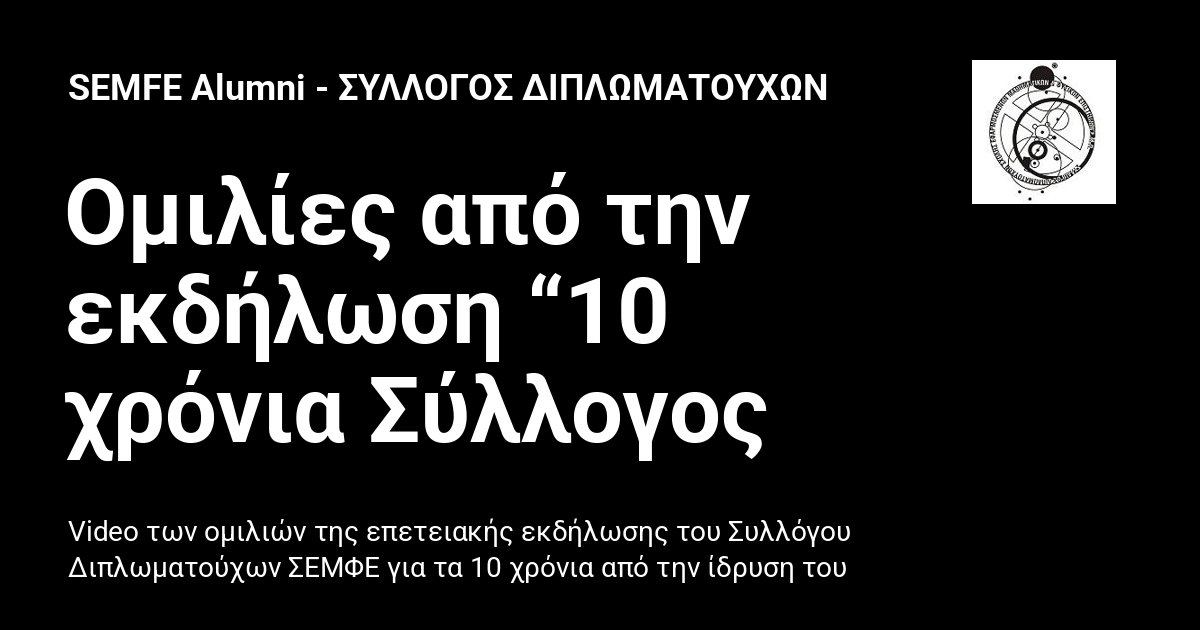 SEMFE Alumni - ΣΥΛΛΟΓΟΣ ΔΙΠΛΩΜΑΤΟΥΧΩΝ
Ομιλίες από την
εκδήλωση “10
χρόνια Σύλλογος
Video των ομιλιών της επετειακής εκδήλωσης του Συλλόγου
Διπλωματούχων ΣΕΜΦΕ για τα 10 χρόνια από την ίδρυση του